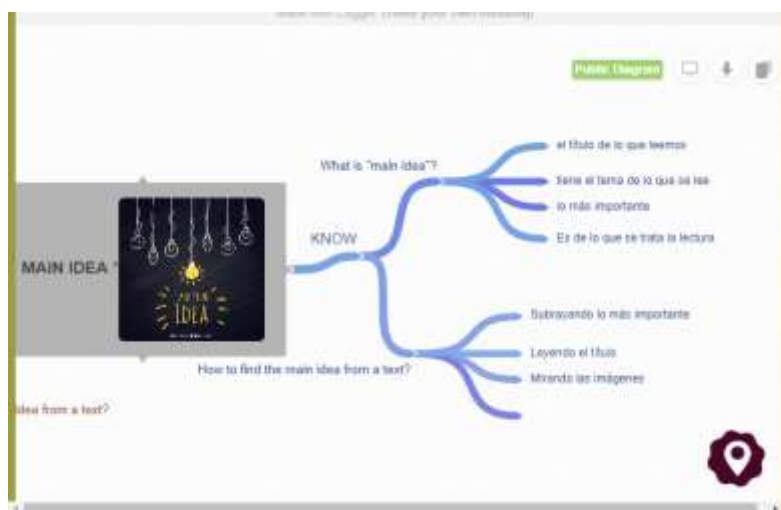 Public Diagram
What is "main idea"?
el título de lo que leemos
tiene el tema de lo que se lee
lo más importante
Es de lo que se trata la lectura
KNOW
MAIN IDEA "
IDEA
Subrayando lo más importante
Leyendo el título
Mirando las imágenes
How to find the main idea from a text?
idea from a text?